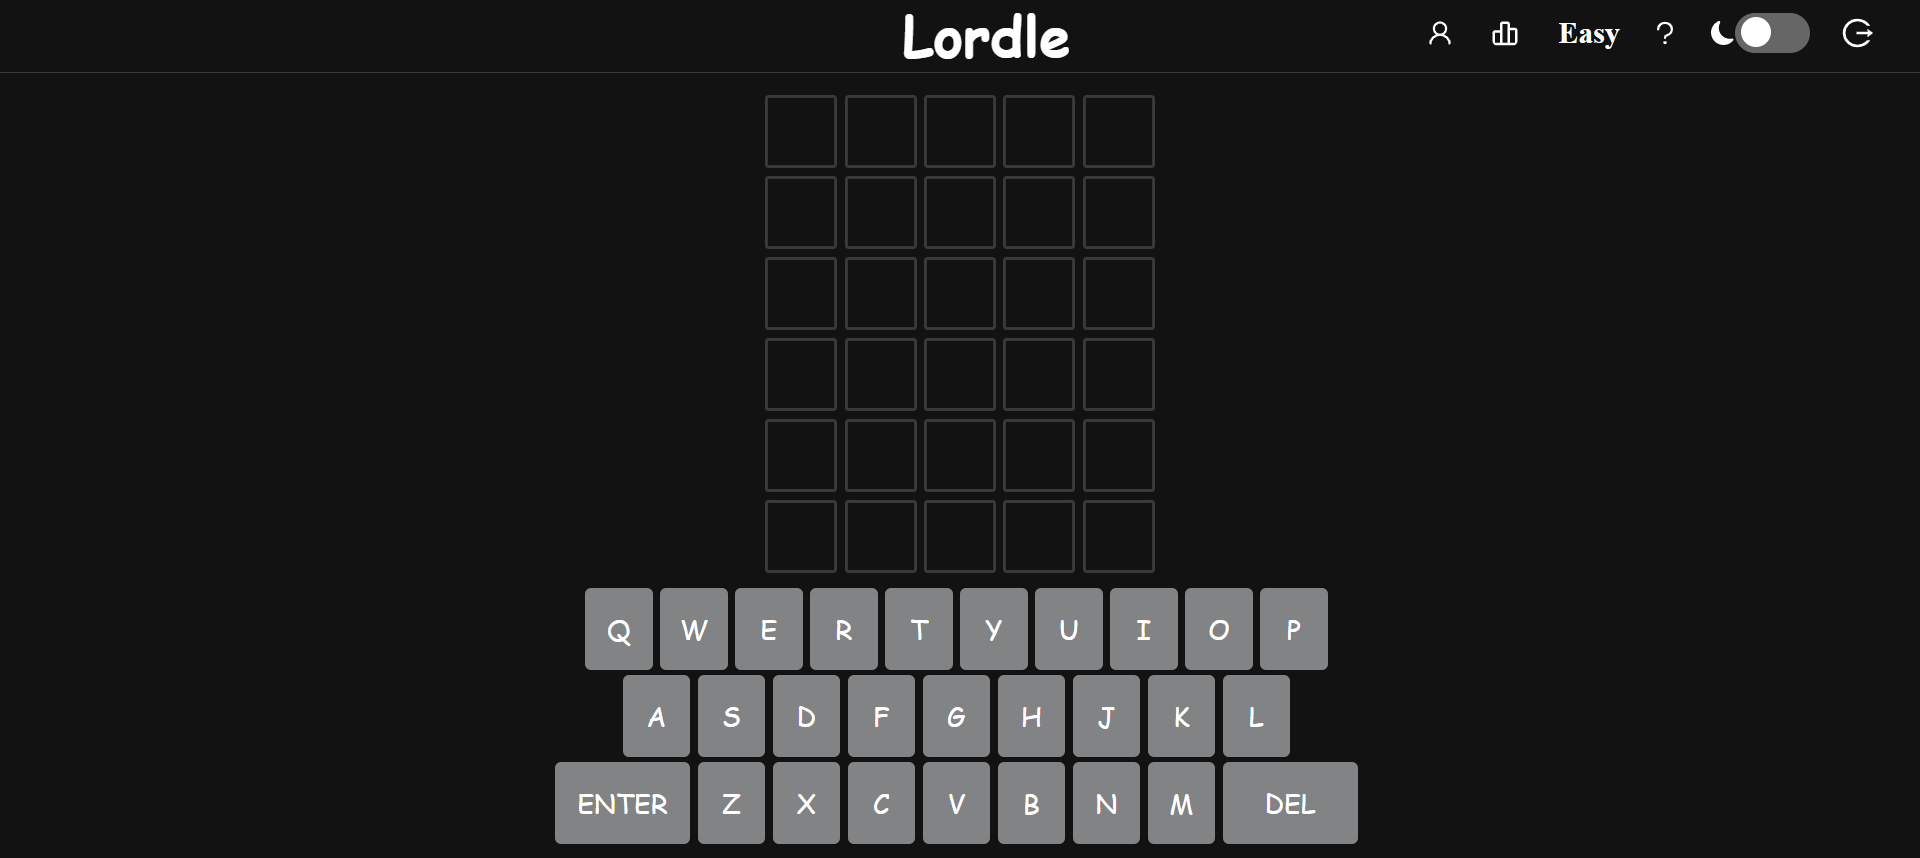 Lordle
Easy ?
Q W E R T Y U I O P
A S D F G H J K L
ENTER Z X C V B N M DEL